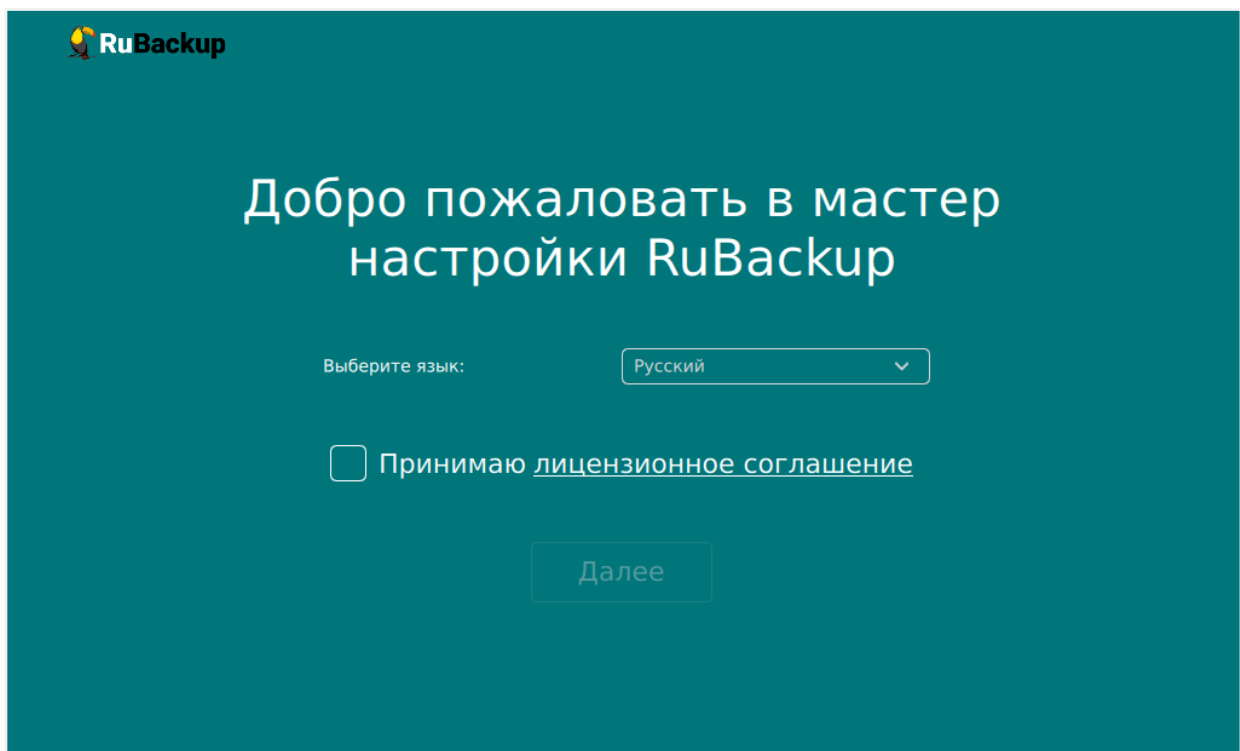 RuBackup
Добро пожаловать в мастер
настройки RuBackup
Выберите язык:
Русский
Принимаю лицензионное соглашение
Далее